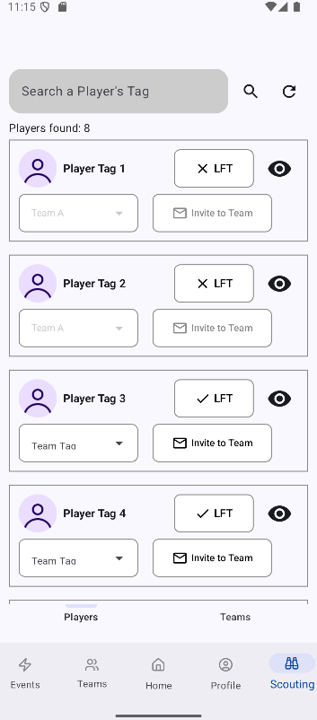 11:15
Search a Player's Tag
Players found: 8
Player Tag 1
LFT
Team A
Invite to Team
Player Tag 2
LFT
Team A
Invite to Team
Player Tag 3
LFT
Team Tag
Invite to Team
Player Tag 4
LFT
Team Tag
Invite to Team
Players Teams
Events Teams Home Profile Scouting